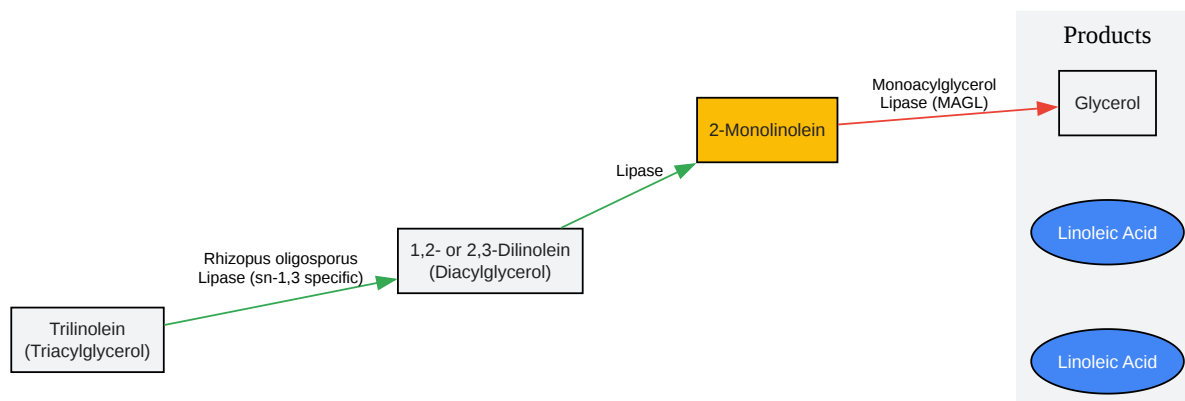 Products
Monoacylglycerol
Lipase (MAGL)
Glycerol
2-Monolinolein
Lipase
Linoleic Acid
1,2- or 2,3-Dilinolein
(Diacylglycerol)
Rhizopus oligosporus
Lipase (sn-1,3 specific)
Trilinolein
(Triacylglycerol)
Linoleic Acid